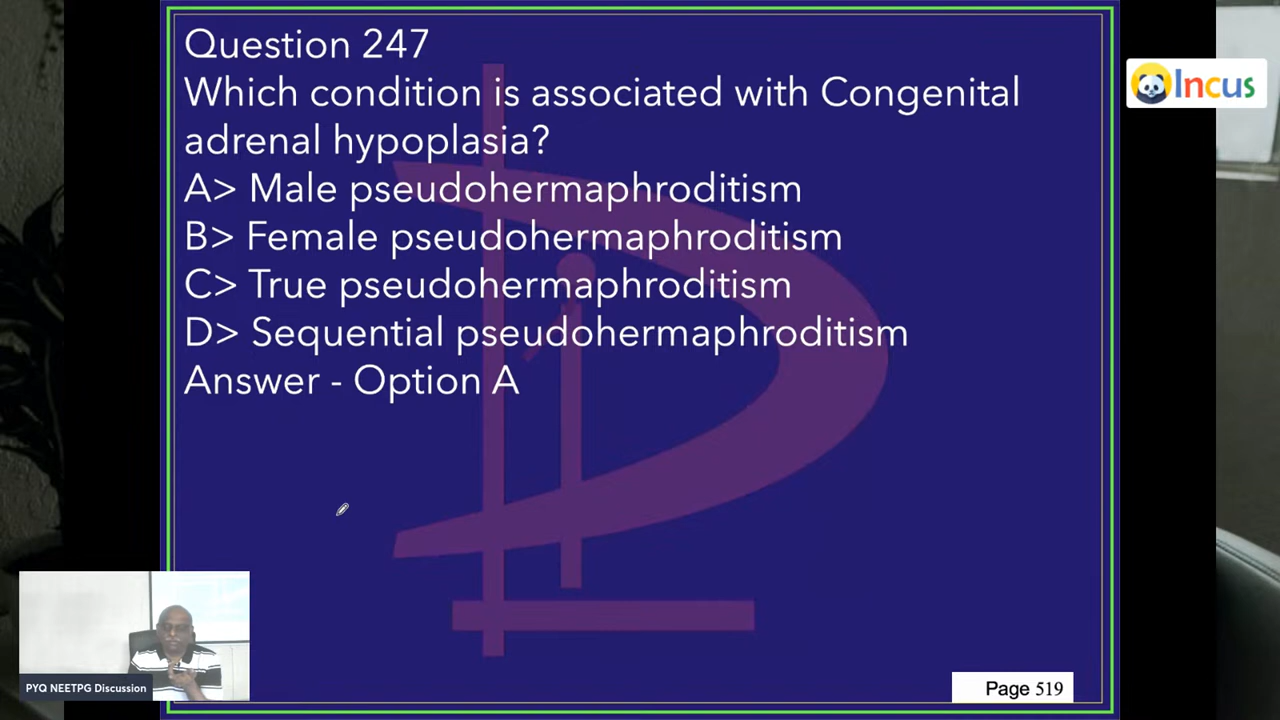 Question 247
Which condition is associated with Congenital
adrenal hypoplasia?
A> Male pseudohermaphroditism
B> Female pseudohermaphroditism
C> True pseudohermaphroditism
D> Sequential pseudohermaphroditism
Answer - Option A
Incus
PYQ NEETPG Discussion
Page 519